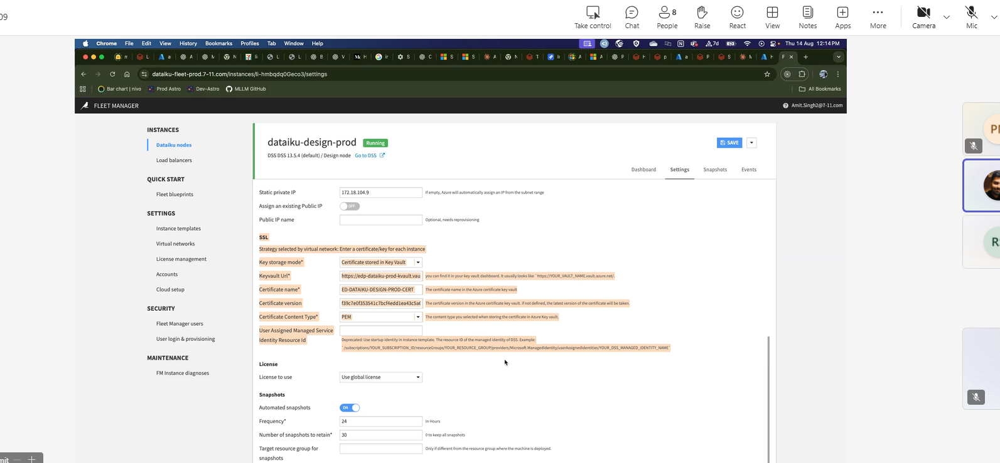 09
Take control
Chat
People 8
Raise
React
View
Notes
Apps
More
Camera
Mic
Chrome File Edit View History Bookmarks Profiles Tab Window Help
7d
Thu 14 Aug 12:14 PM
dataiku-fleet-prod.7-11.com/instances/li-hmbqdq0Geco3/settings
Bar chart | nivo
Prod Astro
Dev-Astro
MLLM GitHub
All Bookmarks
FLEET MANAGER
Amit.Singh2@7-11.com
INSTANCES
Dataiku nodes
Load balancers
QUICK START
Fleet blueprints
SETTINGS
Instance templates
Virtual networks
License management
Accounts
Cloud setup
SECURITY
Fleet Manager users
User login & provisioning
MAINTENANCE
FM Instance diagnoses
dataiku-design-prod Running
SAVE
DSS DSS 13.5.4 (default) / Design node Go to DSS
Dashboard Settings Snapshots Events
Static private IP 172.18.104.9 If empty, Azure will automatically assign an IP from the subnet range
Assign an existing Public IP OFF
Public IP name Optional, needs reprovisioning
SSL
Strategy selected by virtual network: Enter a certificate/key for each instance
Key storage mode* Certificate stored in Key Vault
Keyvault Url* https://edp-dataiku-prod-kvault.vau you can find it in your key vault dashboard. It usually looks like `https://YOUR_VAULT_NAME.vault.azure.net/.
Certificate name* ED-DATAIKU-DESIGN-PROD-CERT The certificate name in the Azure certificate key vault
Certificate version The certificate version in the Azure certificate key vault. if not defined, the latest version of the certificate will be taken.
Certificate Content Type* PEM The content type you selected when storing the certificate in Azure Key vault.
User Assigned Managed Service
Identity Resource Id
Deprecated: Use startup identity in instance template. The resource ID of the managed identity of DSS. Example:
`/subscriptions/YOUR_SUBSCRIPTION_ID/resourceGroups/YOUR_RESOURCE_GROUP/providers/Microsoft.ManagedIdentity/userAssignedIdentities/YOUR_DSS_MANAGED_IDENTITY_NAME`
License
License to use Use global license
Snapshots
Automated snapshots ON
Frequency* 24 In Hours
Number of snapshots to retain* 30 0 to keep all snapshots
Target resource group for
snapshots
Only if different from the resource group where the machine is deployed.
mit